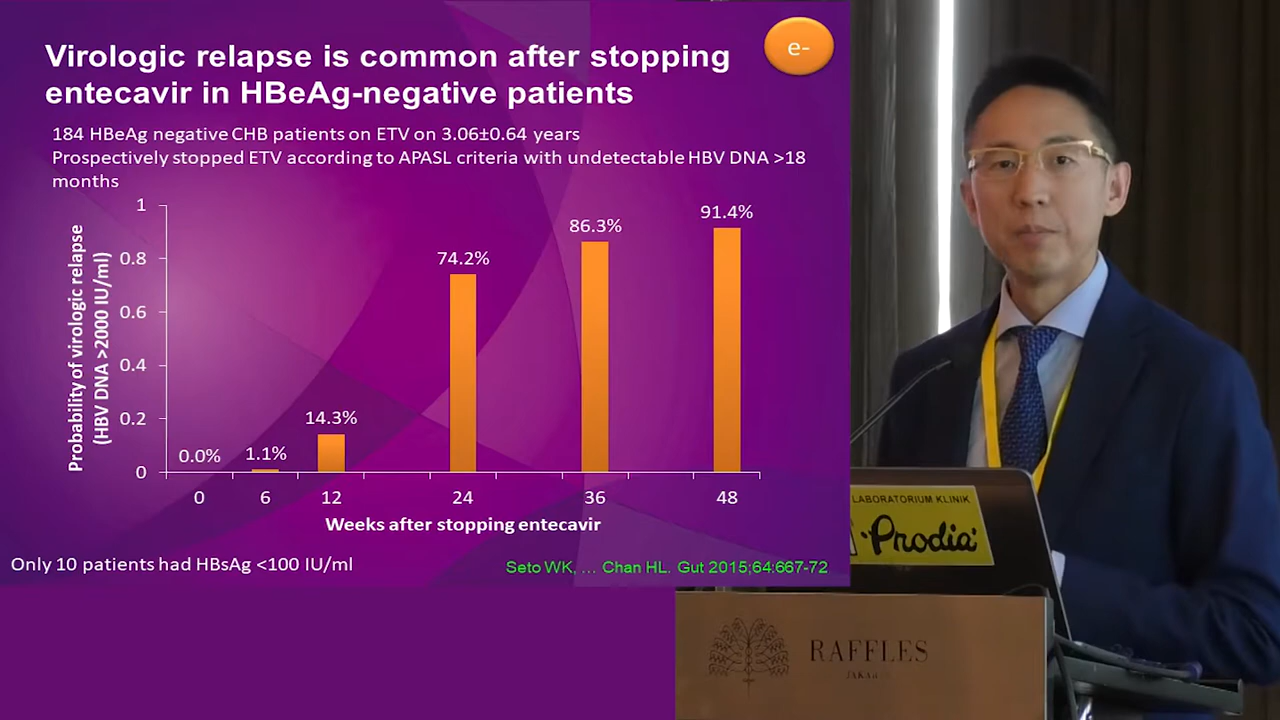 Virologic relapse is common after stopping
entecavir in HBeAg-negative patients
e-
184 HBeAg negative CHB patients on ETV on 3.06±0.64 years
Prospectively stopped ETV according to APASL criteria with undetectable HBV DNA >18
months
Probability of virologic relapse
(HBV DNA >2000 IU/ml)
1
0.8
0.6
0.4
0.2
0
0.0%
1.1%
14.3%
74.2%
86.3%
91.4%
0 6 12 24 36 48
Weeks after stopping entecavir
Only 10 patients had HBsAg <100 IU/ml
Seto WK, ... Chan HL. Gut 2015;64:667-72
LABORATORIUM KLINIK
Prodia
RAFFLES